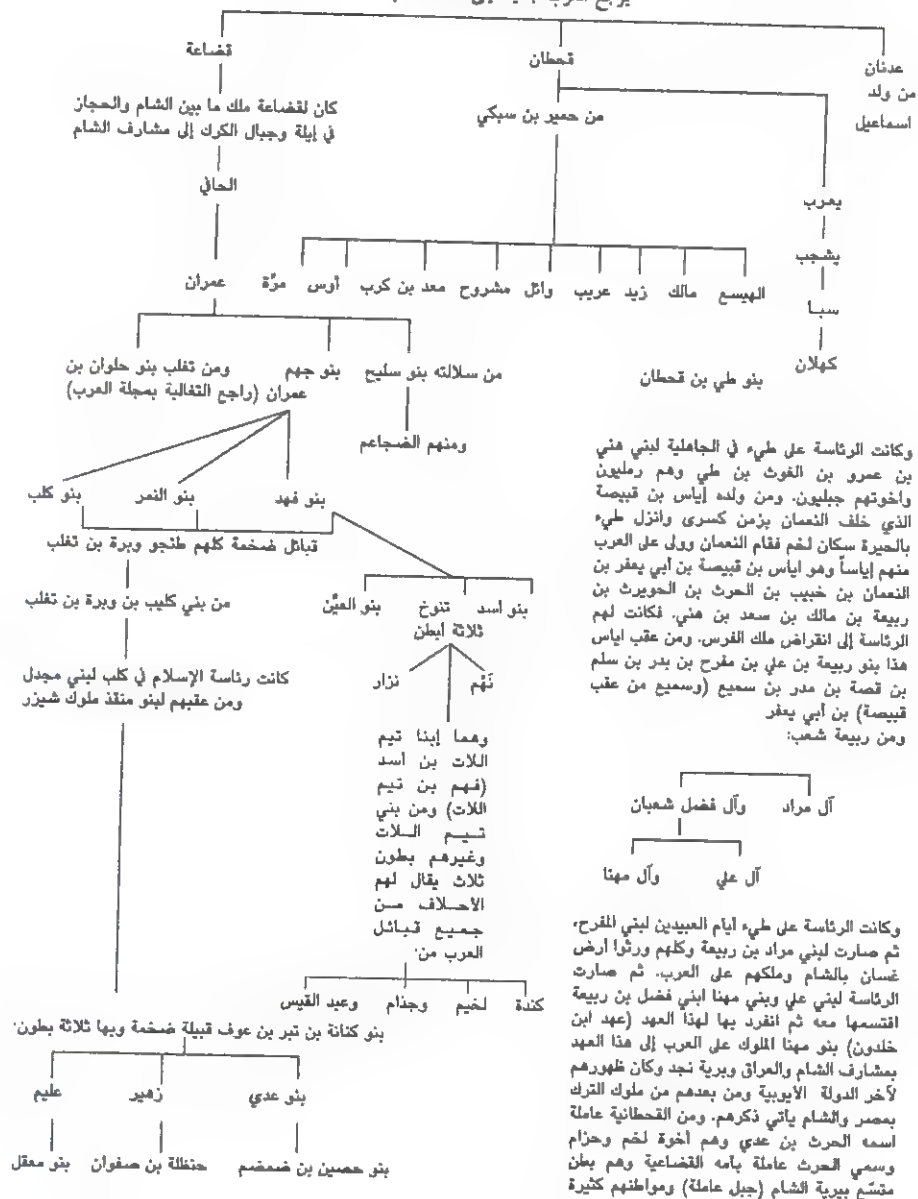 يرجع العرب
عدنان
من ولد
اسماعيل
قحطان
قضاعة
كان لقضاعة ملك ما بين الشام والحجاز
في إيلة وجبال الكرك إلى مشارف الشام
الحافي
من حمير بن سبكي
يعرب
يشجب
سبا
كهلان
الهيسع مالك زيد عريب وائل مشروح معد بن كرب أوس مرّة
عمران
من سلالته بنو سليح بنو جهم ومن تغلب بنو حلوان بن
عمران (راجع التغالبة بمجلة العرب)
ومنهم الضجاعم
بنو طي بن قحطان
بنو فهد بنو النمر بنو كلب
قبائل ضخمة كلهم طنجو وبرة بن تغلب
بنو اسد تنوخ بنو العيّن
ثلاثة أبطن
من بني كليب بن وبرة بن تغلب
نهْم نزار
كانت رئاسة الإسلام في كلب لبني مجدل
ومن عقبهم لبنو منقذ ملوك شيزر
وهما إبنا تيم
اللات بن أسد
(فهم بن تيم
اللات) ومن بني
تيم اللات
وغيرهم بطون
ثلاث يقال لهم
الأحلاف من
جميع قبائل
العرب من:
كندة لخيم وجذام وعبد القيس
بنو كنانة بن تبر بن عوف قبيلة ضخمة وبها ثلاثة بطون:
بنو عدي زهير عليم
بنو حصين بن ضمضم حنظلة بن صفوان بنو معقل
وكانت الرئاسة على طيء في الجاهلية لبني هني
بن عمرو بن الغوث بن طي وهم رمليون
واخوتهم جبليون. ومن ولده إياس بن قبيصة
الذي خلف النعمان بزمن كسرى وانزل طيء
بالحيرة سكان لخم فقام النعمان وولى على العرب
منهم إياساً وهو اياس بن قبيصة بن أبي يعفر بن
النعمان بن خبيب بن الحرث بن الحويرث بن
ربيعة بن مالك بن سعد بن هني. فكانت لهم
الرئاسة إلى انقراض ملك الفرس. ومن عقب اياس
هذا بنو ربيعة بن علي بن مفرح بن بدر بن سلم
بن قصة بن مدر بن سميع (وسميع من عقب
قبيصة) بن أبي يعفر
ومن ربيعة شعب:
آل مراد وآل فضل شعبان
آل علي وآل مهنا
وكانت الرئاسة على طيء أيام العبيدين لبني المفرح،
ثم صارت لبني مراد بن ربيعة وكلهم ورثوا أرض
غسان بالشام وملكهم على العرب. ثم صارت
الرئاسة لبني علي وبني مهنا ابني فضل بن ربيعة
اقتسمها معه ثم انفرد بها لهذا العهد (عهد ابن
خلدون) بنو مهنا الملوك على العرب إلى هذا العهد
بمشارف الشام والعراق وبرية نجد وكان ظهورهم
لآخر الدولة الأيوبية ومن بعدهم من ملوك الترك
بمصر والشام يأتي ذكرهم. ومن القحطانية عاملة
اسمه الحرث بن عدي وهم أخوة لخم وحزام
وسمي الحرث عاملة بأمه القضاعية وهم بطن
متسّع ببرية الشام (جبل عاملة) ومواطنهم كثيرة